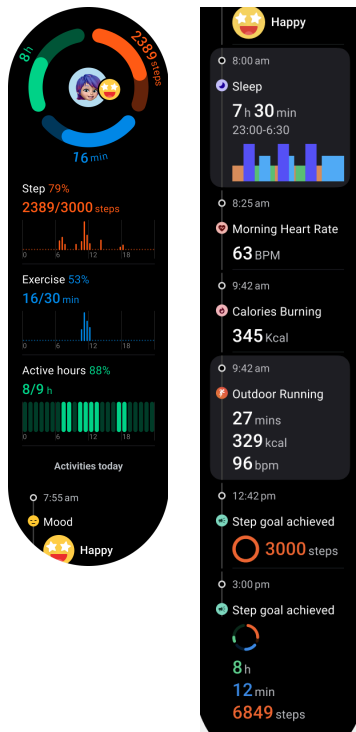 8h
2389 steps
16 min
Step 79%
2389/3000 steps
0 6 12 18
Exercise 53%
16/30 min
0 6 12 18
Active hours 88%
8/9 h
0 6 12 18
Activities today
7:55 am
Mood
Happy
Happy
8:00 am
Sleep
7 h 30 min
23:00-6:30
8:25 am
Morning Heart Rate
63 BPM
9:42 am
Calories Burning
345 Kcal
9:42 am
Outdoor Running
27 mins
329 kcal
96 bpm
12:42 pm
Step goal achieved
3000 steps
3:00 pm
Step goal achieved
8 h
12 min
6849 steps